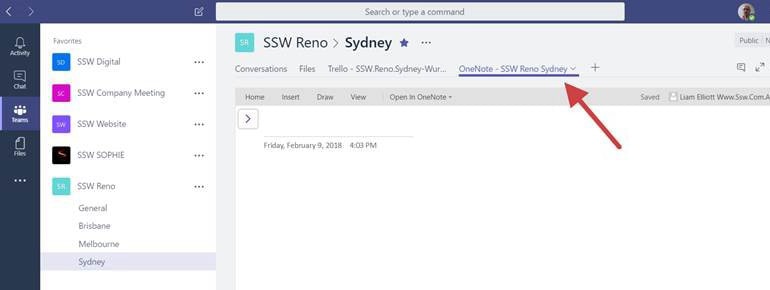 Search or type a command
Activity
Chat
Teams
Files
Favorites
SD SSW Digital
SC SSW Company Meeting
SW SSW Website
SSW SOPHIE
SR SSW Reno
General
Brisbane
Melbourne
Sydney
SR SSW Reno > Sydney
Public
Conversations Files Trello - SSW.Reno.Sydney-Wur... OneNote - SSW Reno Sydney
Home Insert Draw View Open In OneNote Saved Liam Elliott Www.Ssw.Com.A
Friday, February 9, 2018 4:03 PM